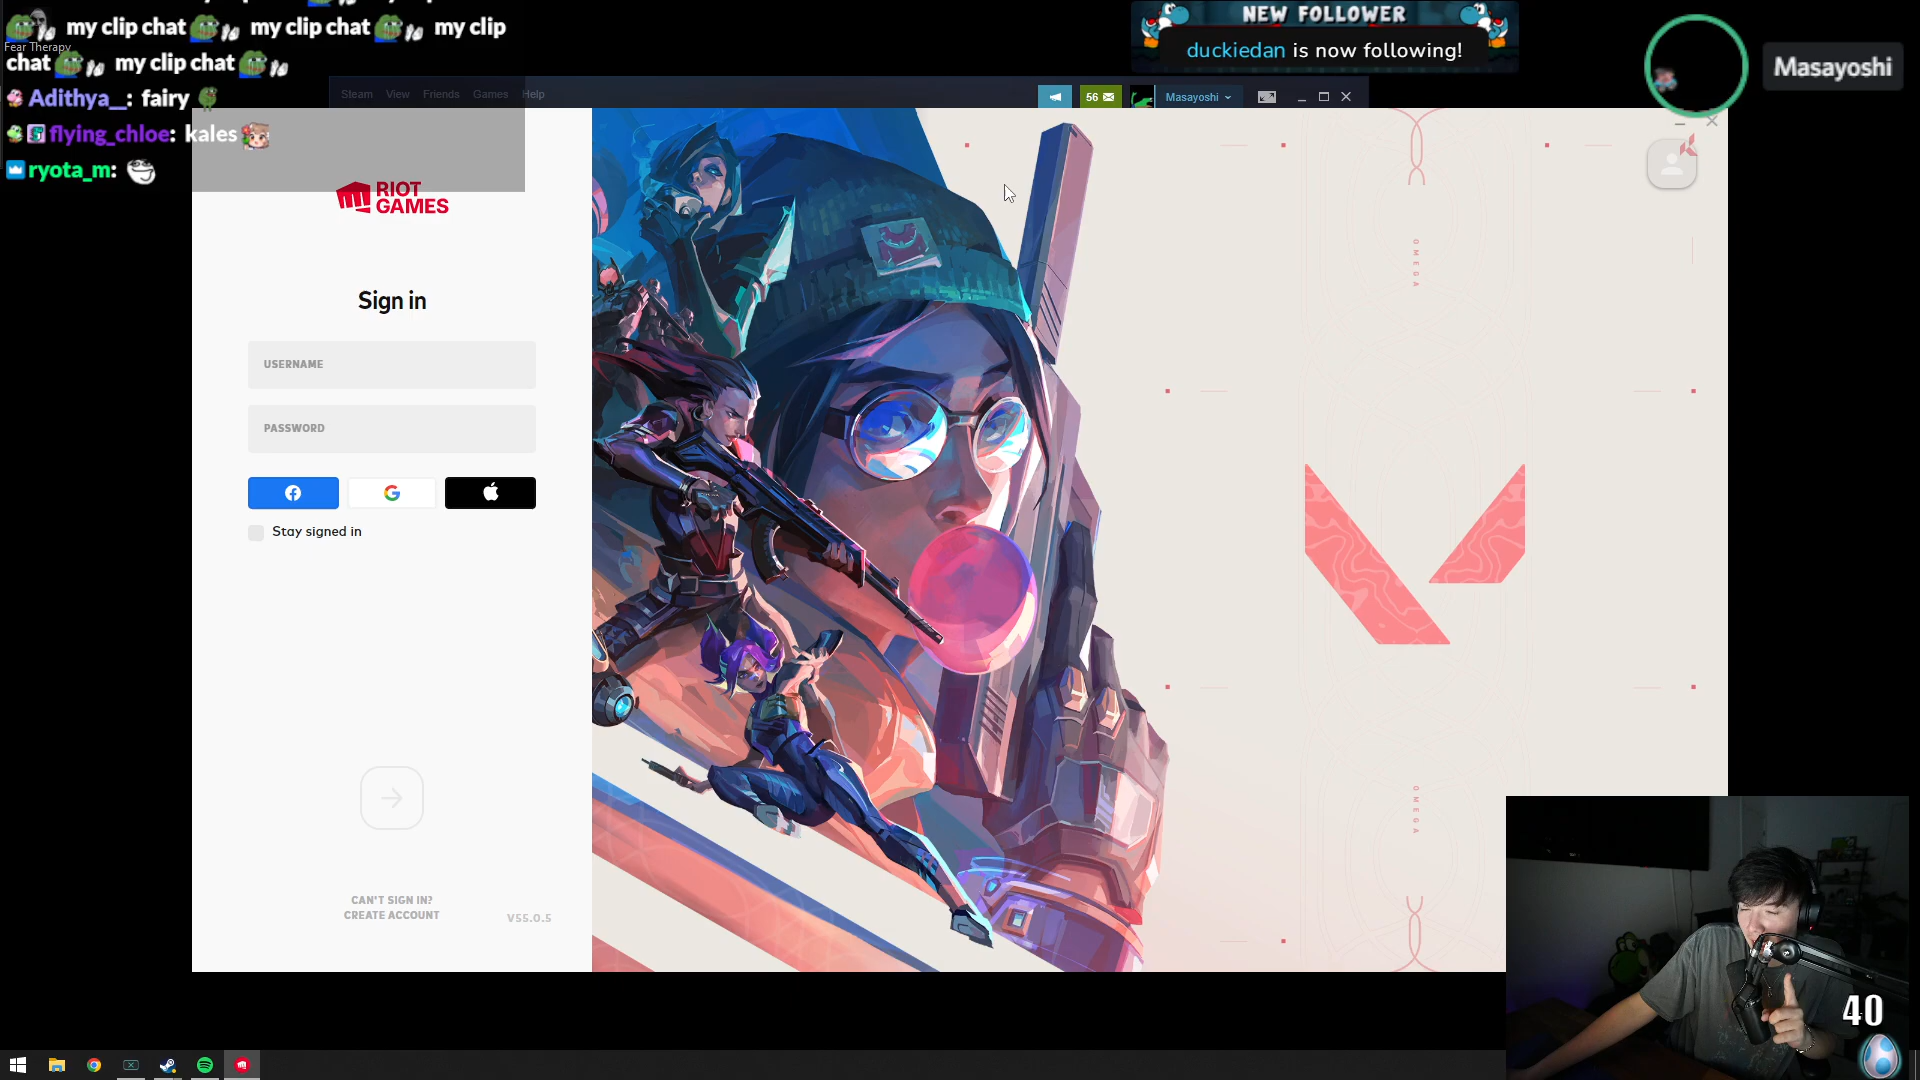 my clip chat my clip chat my clip
Fear Therapy
chat my clip chat
Adithya_: fairy
flying_chloe: kales
ryota_m:
NEW FOLLOWER
duckiedan is now following!
Masayoshi
Steam View Friends Games Help
56
Masayoshi
RIOT
GAMES
Sign in
USERNAME
PASSWORD
Stay signed in
CAN'T SIGN IN?
CREATE ACCOUNT
V55.0.5
OMEGA
OMEGA
40